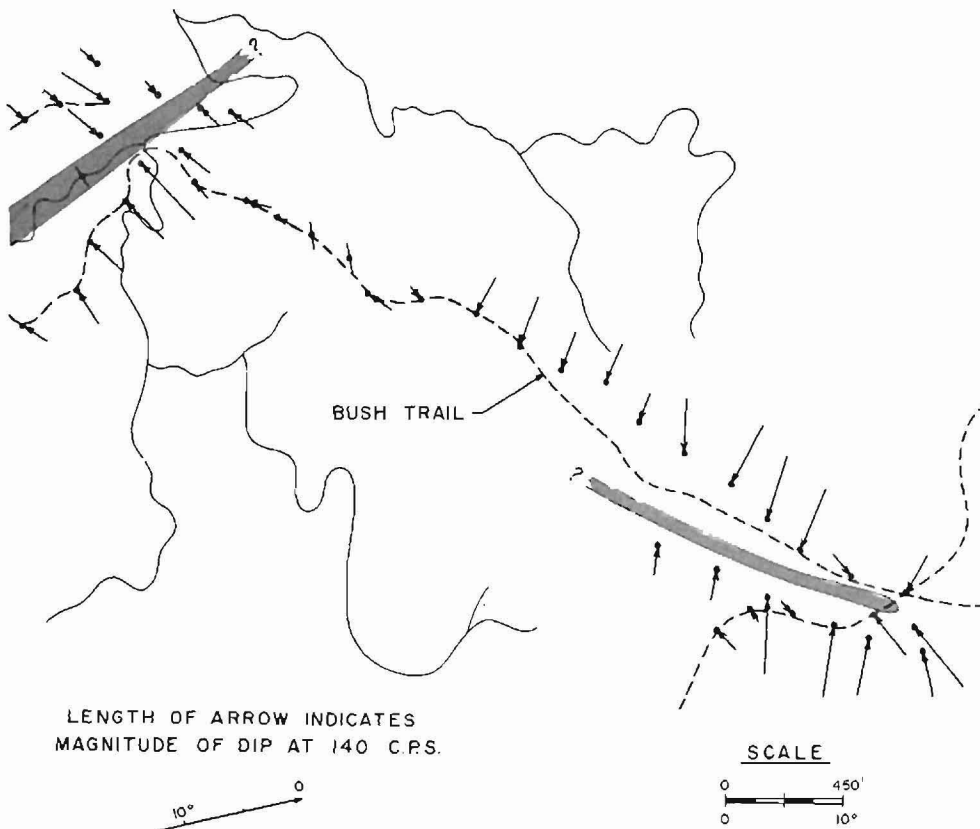 ?
BUSH TRAIL
?
LENGTH OF ARROW INDICATES
MAGNITUDE OF DIP AT 140 C.P.S.
0
10°
SCALE
0 450'
0 10°